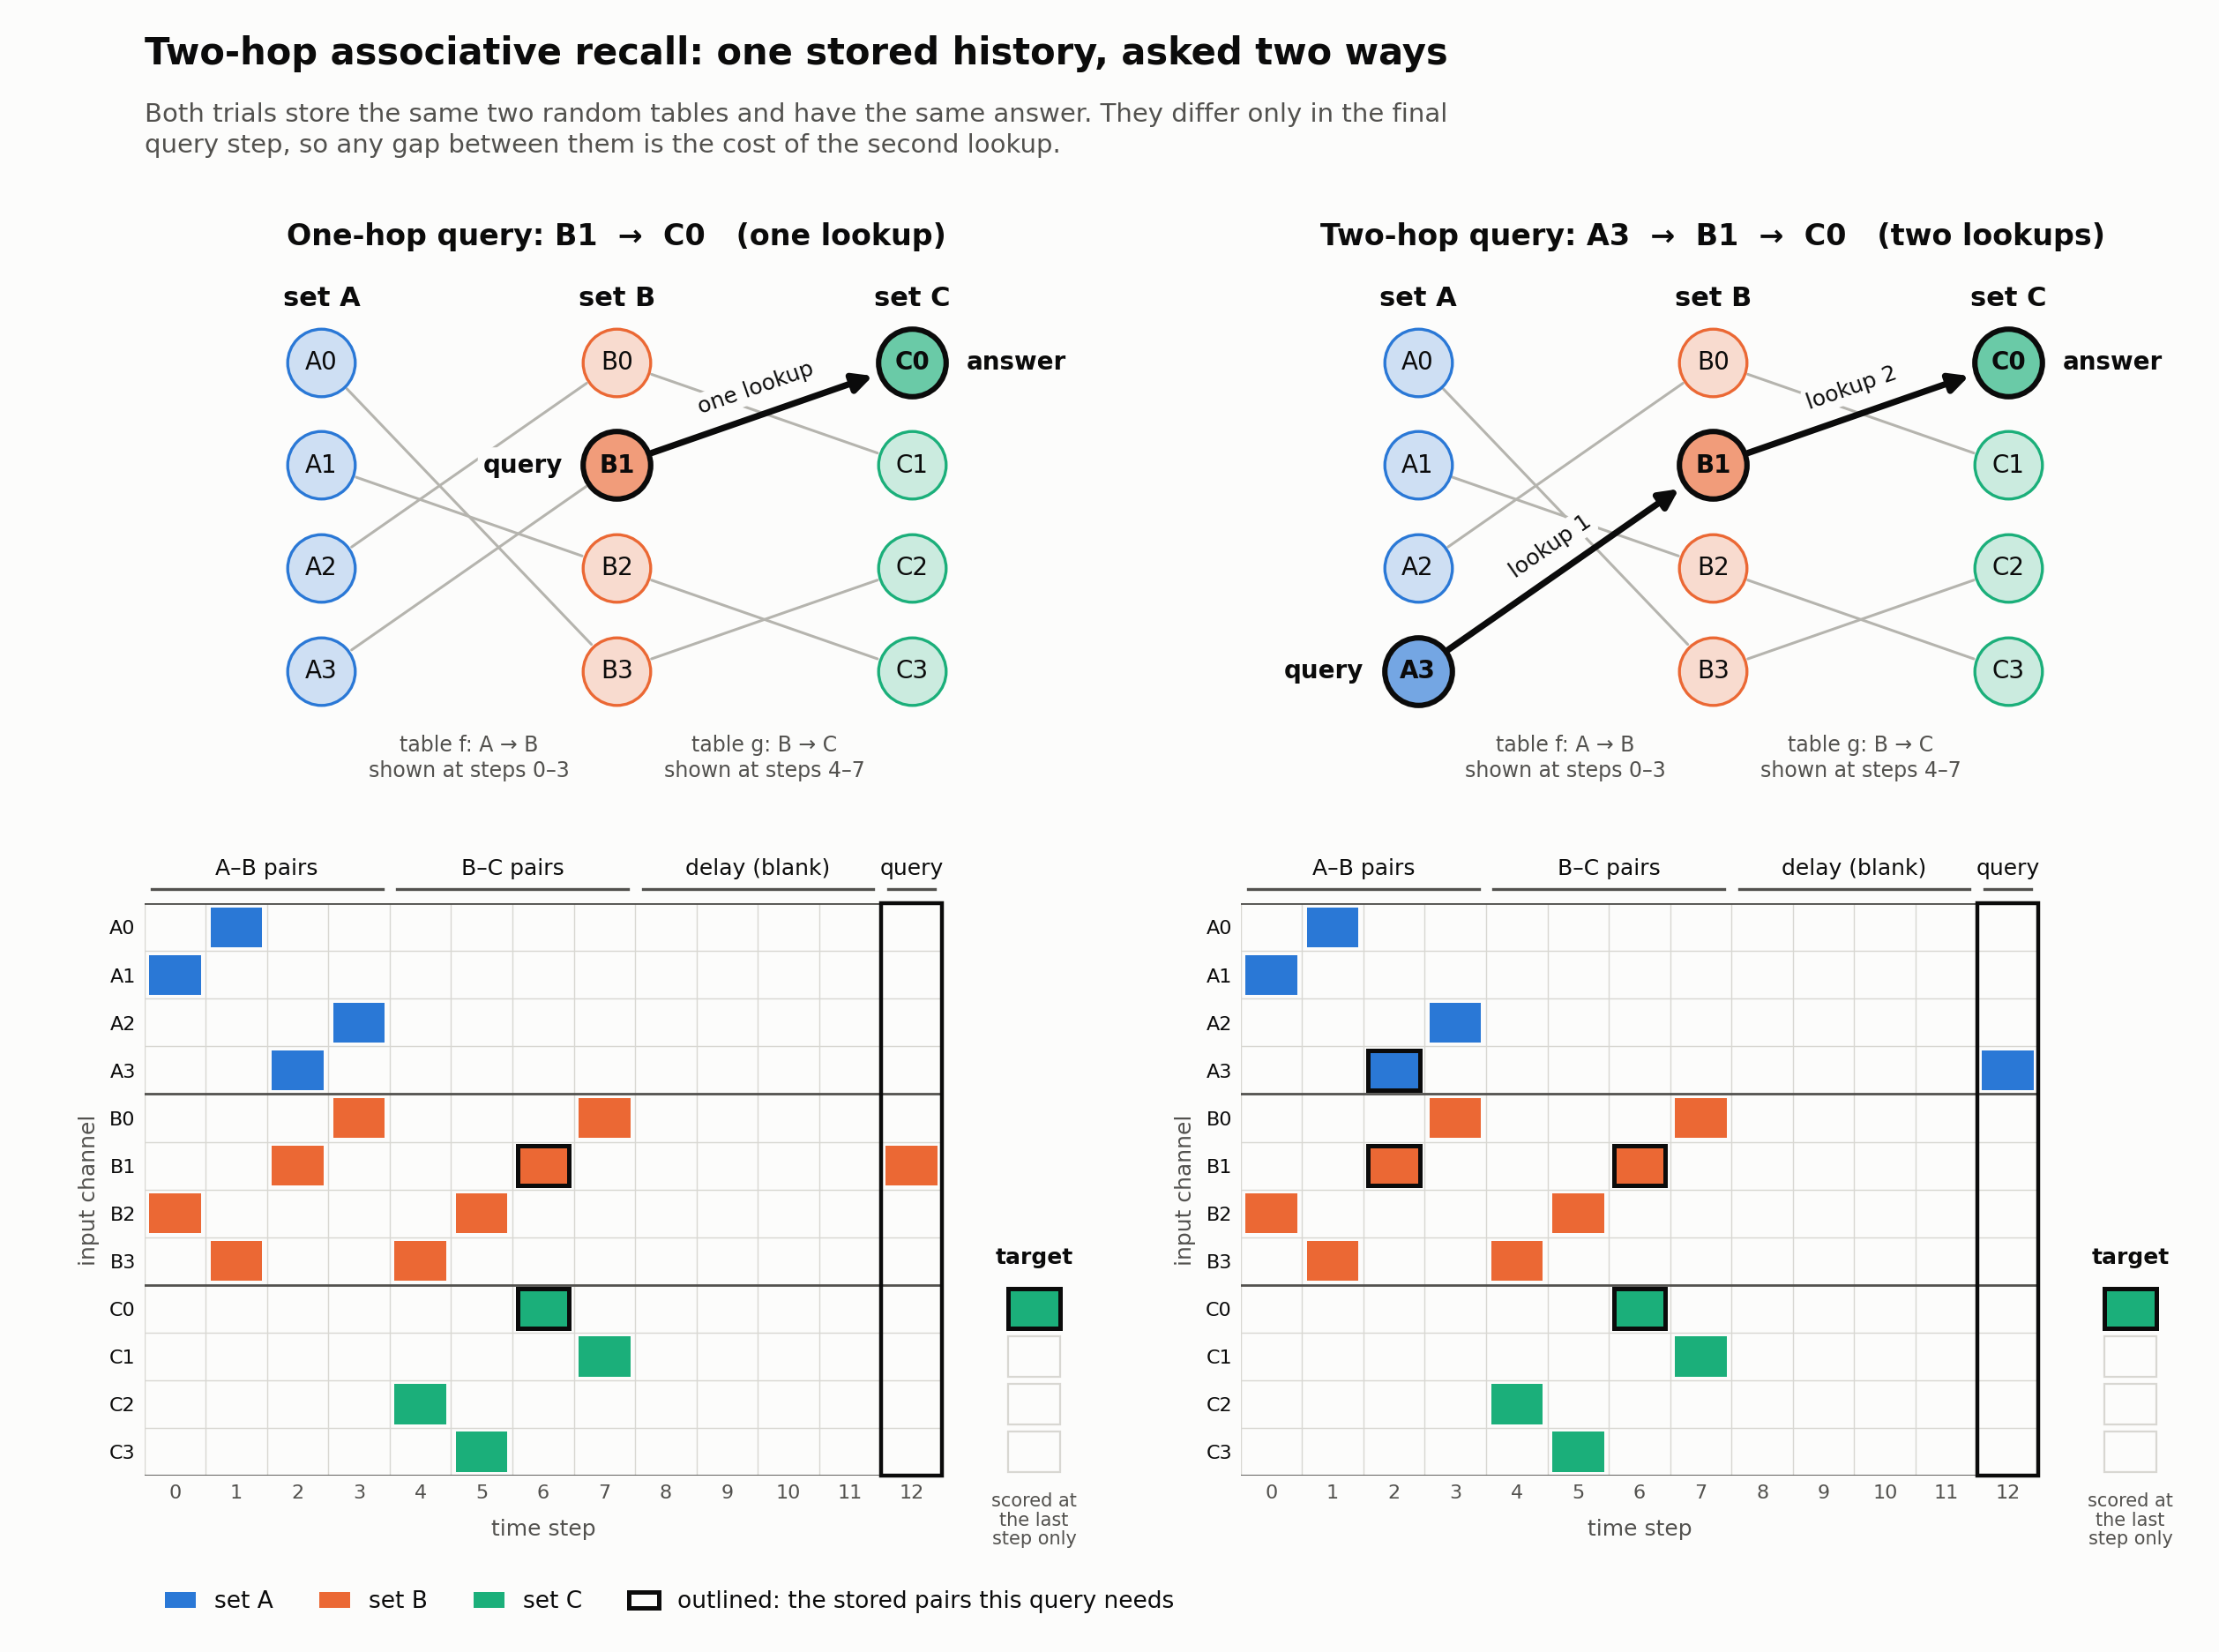 Two-hop associative recall: one stored history, asked two ways
Both trials store the same two random tables and have the same answer. They differ only in the final
query step, so any gap between them is the cost of the second lookup.
One-hop query: B1 → C0 (one lookup)
set A
set B
set C
A0
B0
C0
answer
one lookup
A1
query
B1
C1
A2
B2
C2
A3
B3
C3
table f: A → B
shown at steps 0–3
table g: B → C
shown at steps 4–7
Two-hop query: A3 → B1 → C0 (two lookups)
set A
set B
set C
A0
B0
C0
answer
lookup 2
A1
B1
C1
lookup 1
A2
B2
C2
query
A3
B3
C3
table f: A → B
shown at steps 0–3
table g: B → C
shown at steps 4–7
A–B pairs
B–C pairs
delay (blank)
query
input channel
A0
A1
A2
A3
B0
B1
B2
B3
C0
C1
C2
C3
0 1 2 3 4 5 6 7 8 9 10 11 12
time step
target
scored at
the last
step only
A–B pairs
B–C pairs
delay (blank)
query
input channel
A0
A1
A2
A3
B0
B1
B2
B3
C0
C1
C2
C3
0 1 2 3 4 5 6 7 8 9 10 11 12
time step
target
scored at
the last
step only
set A
set B
set C
outlined: the stored pairs this query needs